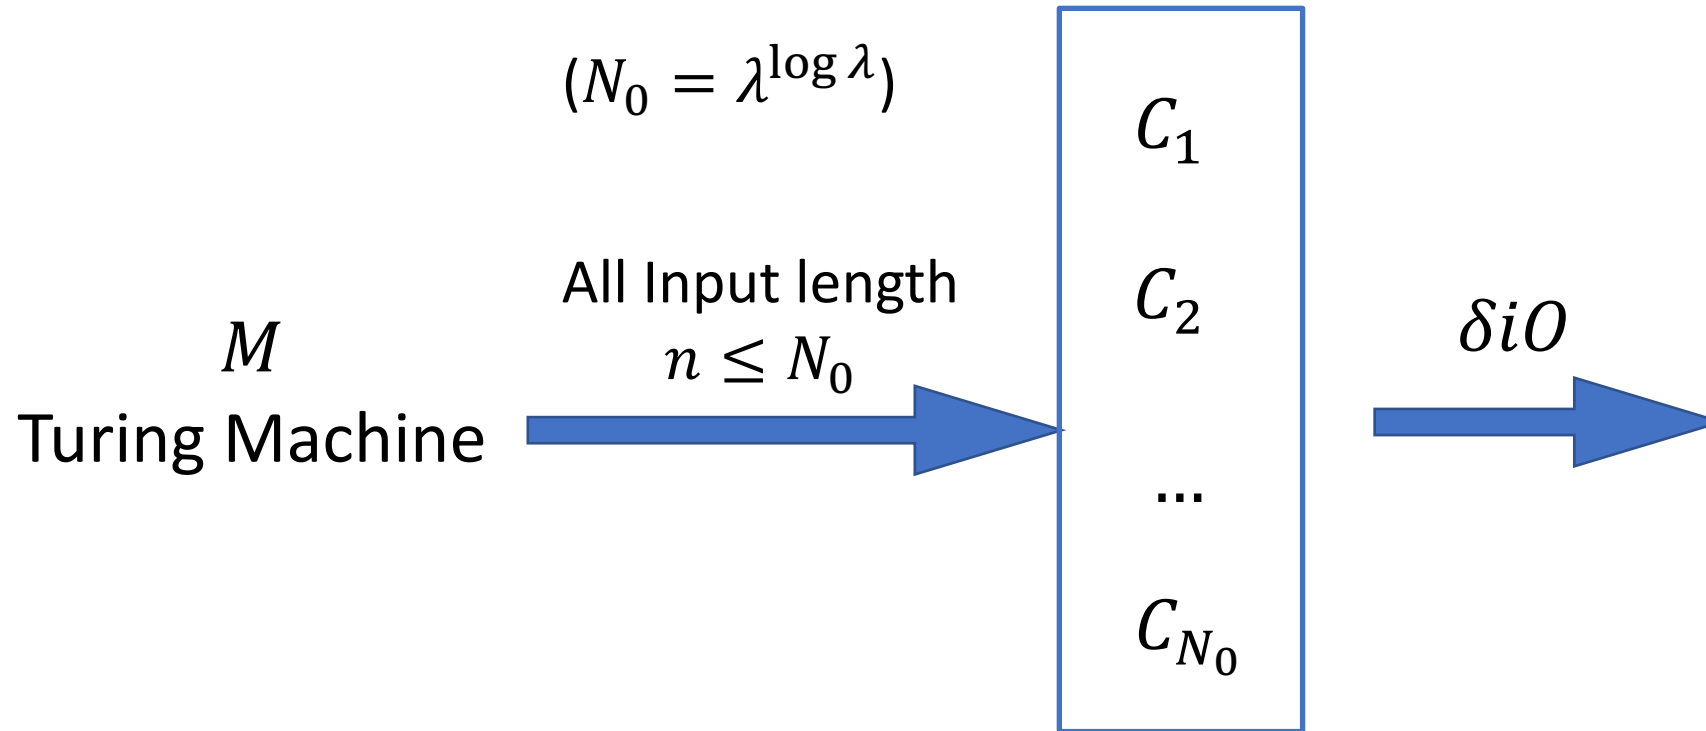 (N₀ = λ^{log λ})
All Input length
n ≤ N₀
M
Turing Machine
C₁
C₂
...
C_{N₀}
δiO